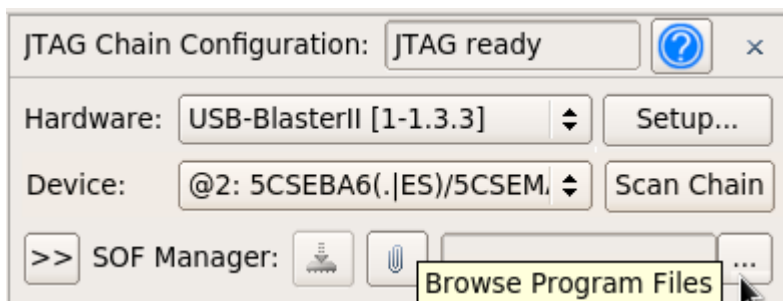 JTAG Chain Configuration: JTAG ready ? ×
Hardware: USB-BlasterII [1-1.3.3] Setup...
Device: @2: 5CSEBA6(.|ES)/5CSEM Scan Chain
>> SOF Manager: ...
Browse Program Files